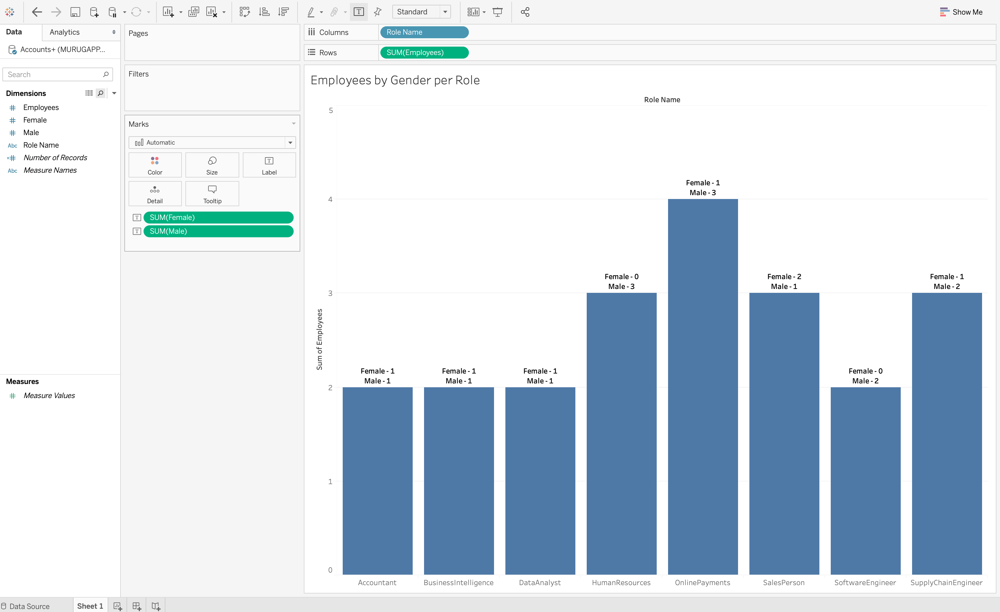 Standard
Show Me
Data
Analytics
Accounts+ (MURUGAPP...
Search
Dimensions
Employees
Female
Male
Abc Role Name
Number of Records
Abc Measure Names
Measures
Measure Values
Pages
Filters
Marks
Automatic
Color
Size
T
Label
Detail
Tooltip
T SUM(Female)
T SUM(Male)
T
Columns
Role Name
Rows
SUM(Employees)
Employees by Gender per Role
Role Name
5
4
3
2
1
0
Sum of Employees
Female - 1
Male - 1
Female - 1
Male - 1
Female - 1
Male - 1
Female - 0
Male - 3
Female - 1
Male - 3
Female - 2
Male - 1
Female - 0
Male - 2
Female - 1
Male - 2
Accountant
BusinessIntelligence
DataAnalyst
HumanResources
OnlinePayments
SalesPerson
SoftwareEngineer
SupplyChainEngineer
Data Source
Sheet 1